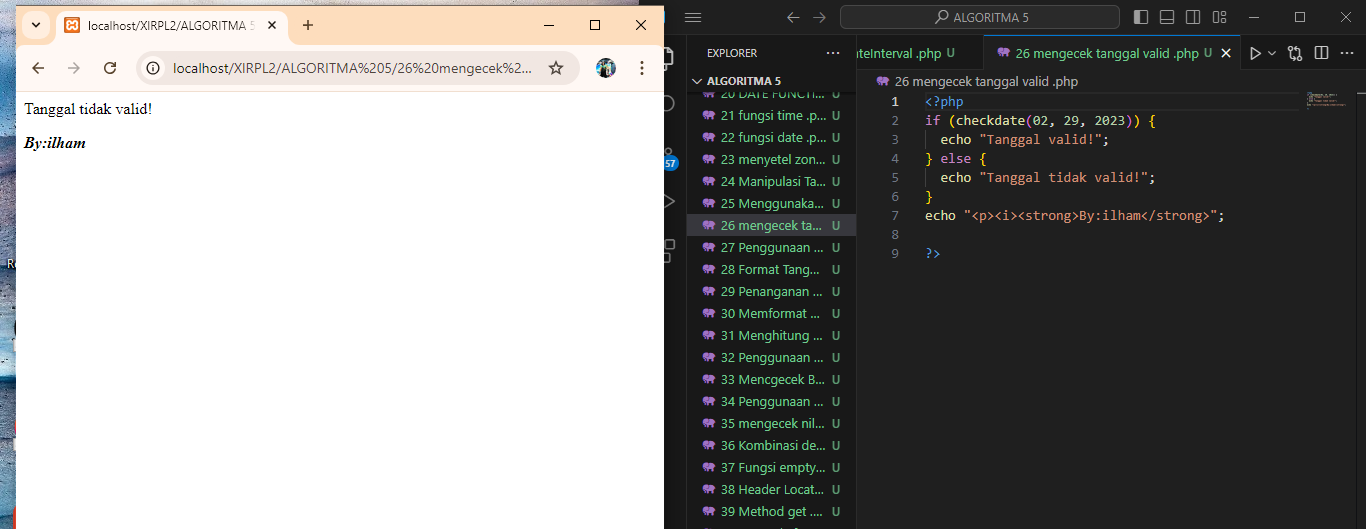 localhost/XIRPL2/ALGORITMA 5
localhost/XIRPL2/ALGORITMA%205/26%20mengecek%2...
Tanggal tidak valid!
By:ilham
ALGORITMA 5
57
EXPLORER
ALGORITMA 5
20 DATE FUNCTI...
21 fungsi time .p... U
22 fungsi date .p... U
23 menyetel zon... U
24 Manipulasi Ta... U
25 Menggunaka... U
26 mengecek ta... U
27 Penggunaan ... U
28 Format Tang... U
29 Penanganan ... U
30 Memformat ... U
31 Menghitung ... U
32 Penggunaan ... U
33 Mencgecek B... U
34 Penggunaan ... U
35 mengecek nil... U
36 Kombinasi de... U
37 Fungsi empty... U
38 Header Locat... U
39 Method get .... U
ateInterval .php U
26 mengecek tanggal valid .php U
26 mengecek tanggal valid .php
1 <?php
2 if (checkdate(02, 29, 2023)) {
3 echo "Tanggal valid!";
4 } else {
5 echo "Tanggal tidak valid!";
6 }
7 echo "<p><i><strong>By:ilham</strong>";
8
9 ?>